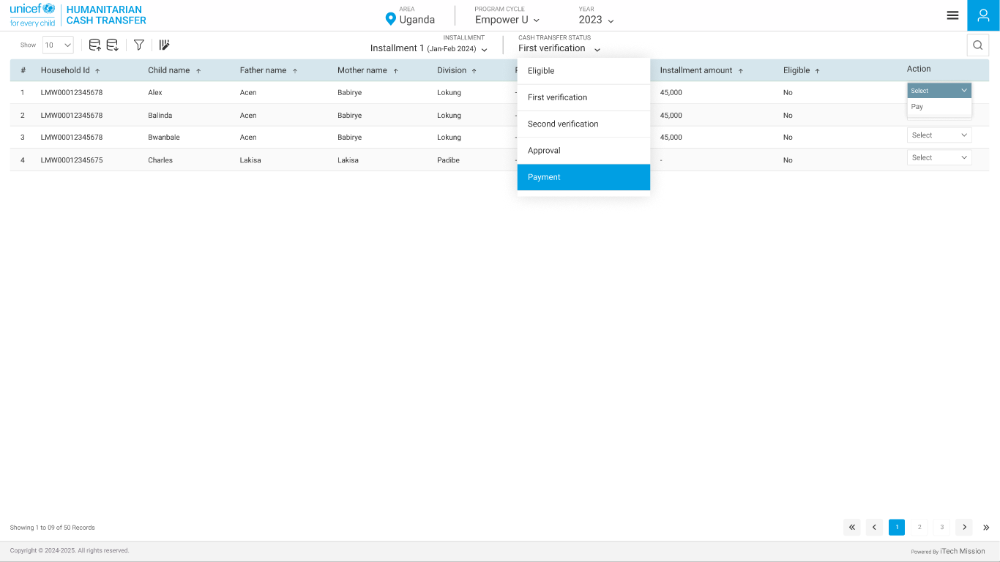 unicef
for every child
HUMANITARIAN
CASH TRANSFER
AREA
Uganda
PROGRAM CYCLE
Empower U
YEAR
2023
Show 10
INSTALLMENT
Installment 1 (Jan-Feb 2024)
CASH TRANSFER STATUS
First verification
# Household Id Child name Father name Mother name Division Installment amount Eligible Action
1 LMW00012345678 Alex Acen Babirye Lokung - 45,000 No Select
Pay
2 LMW00012345678 Balinda Acen Babirye Lokung - 45,000 No
3 LMW00012345678 Bwanbale Acen Babirye Lokung - 45,000 No Select
4 LMW00012345675 Charles Lakisa Lakisa Padibe - - No Select
Eligible
First verification
Second verification
Approval
Payment
Showing 1 to 09 of 50 Records
1 2 3
Copyright © 2024-2025. All rights reserved.
Powered By iTech Mission